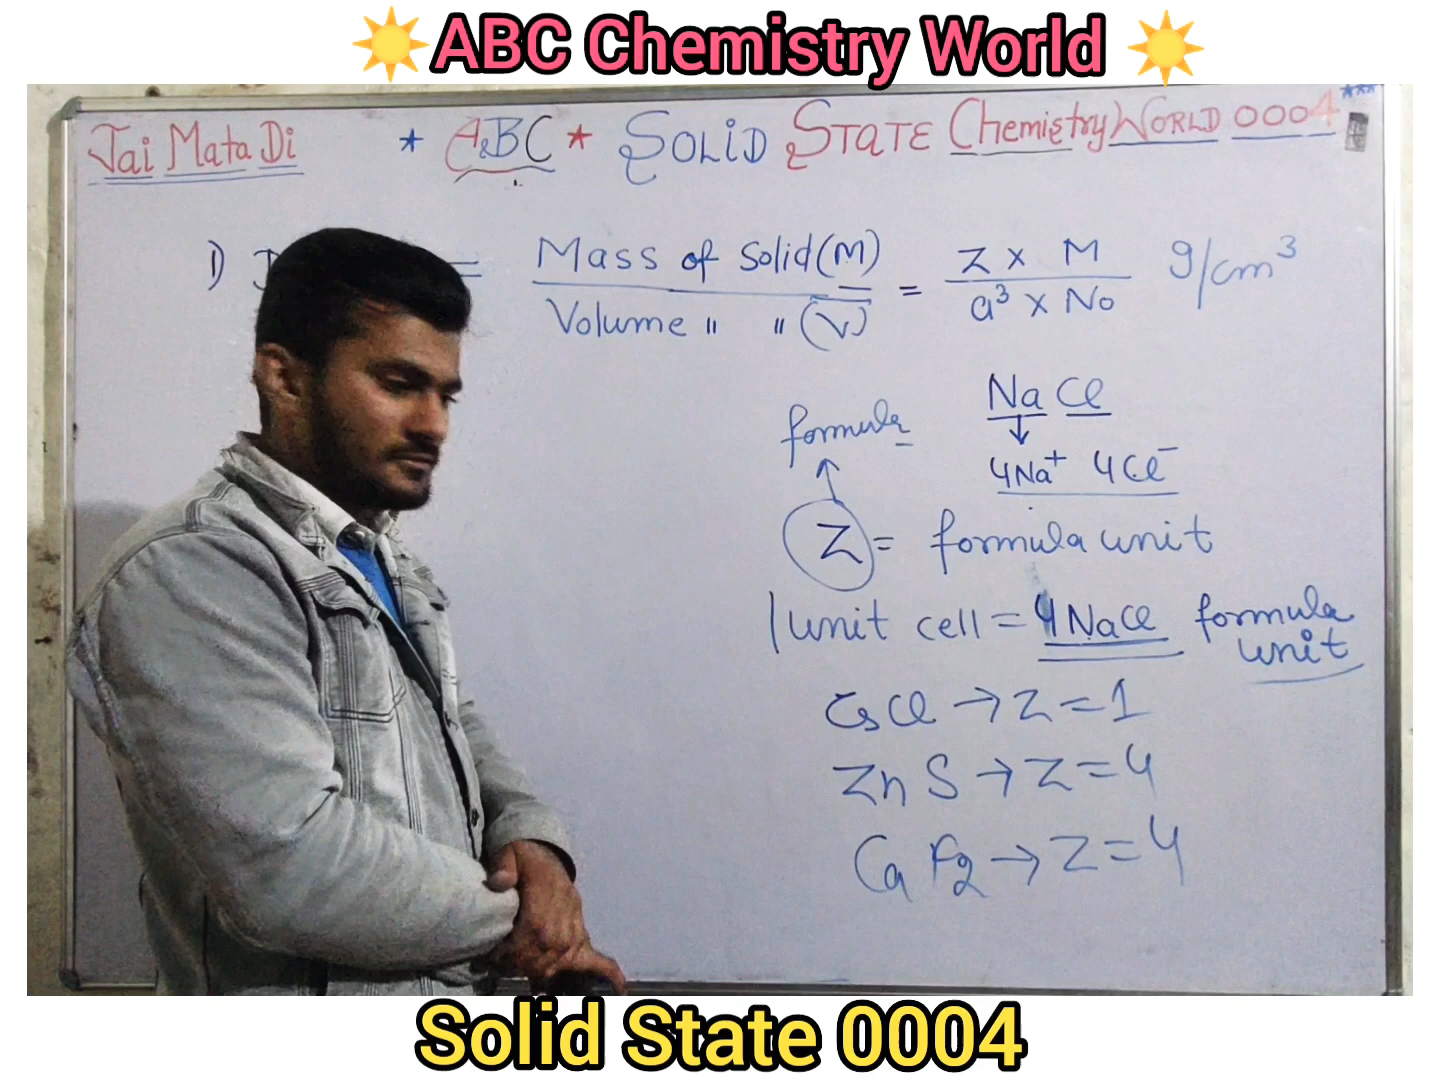 ABC Chemistry World
Jai Mata Di * ABC * SOLID STATE Chemistry WORLD 0004 ***
1) = Mass of Solid(M) / Volume " " (V) = Z × M / a³ × No g/cm³
NaCl
formula
4Na⁺ 4Cl⁻
Z = formula unit
1 unit cell = 4NaCl formula unit
CsCl → Z = 1
ZnS → Z = 4
CaF₂ → Z = 4
Solid State 0004